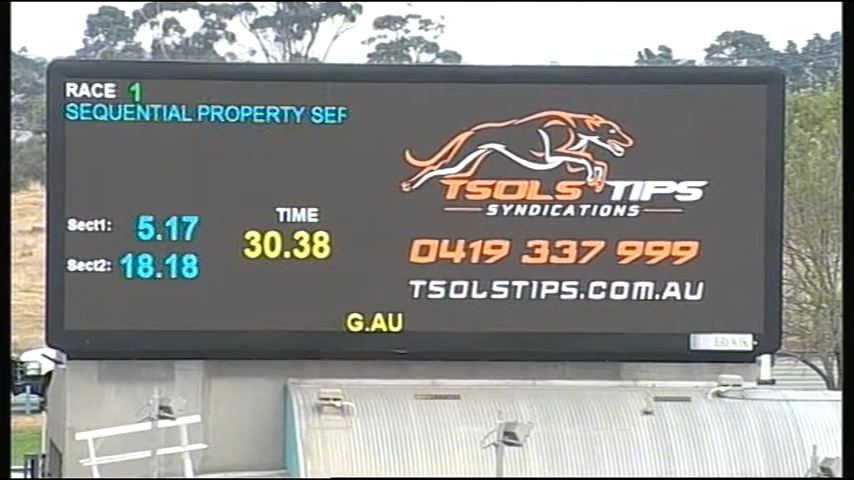 RACE 1
SEQUENTIAL PROPERTY SER
Sect1: 5.17
Sect2: 18.18
TIME
30.38
G.AU
TSOLS TIPS
SYNDICATIONS
0419 337 999
TSOLSTIPS.COM.AU